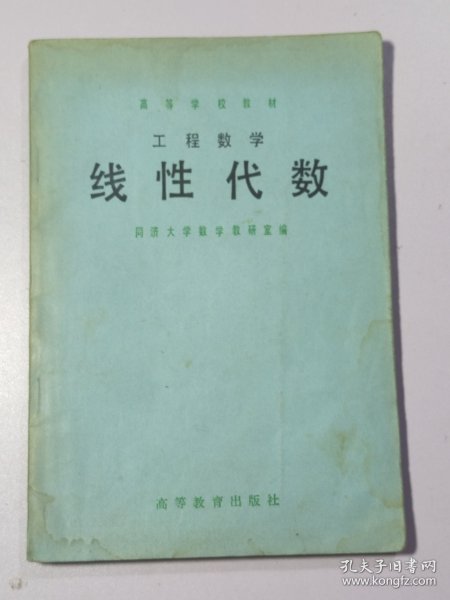 高等学校教材
工程数学
线性代数
同济大学数学教研室编
高等教育出版社
孔夫子旧书网
www.kongfz.com